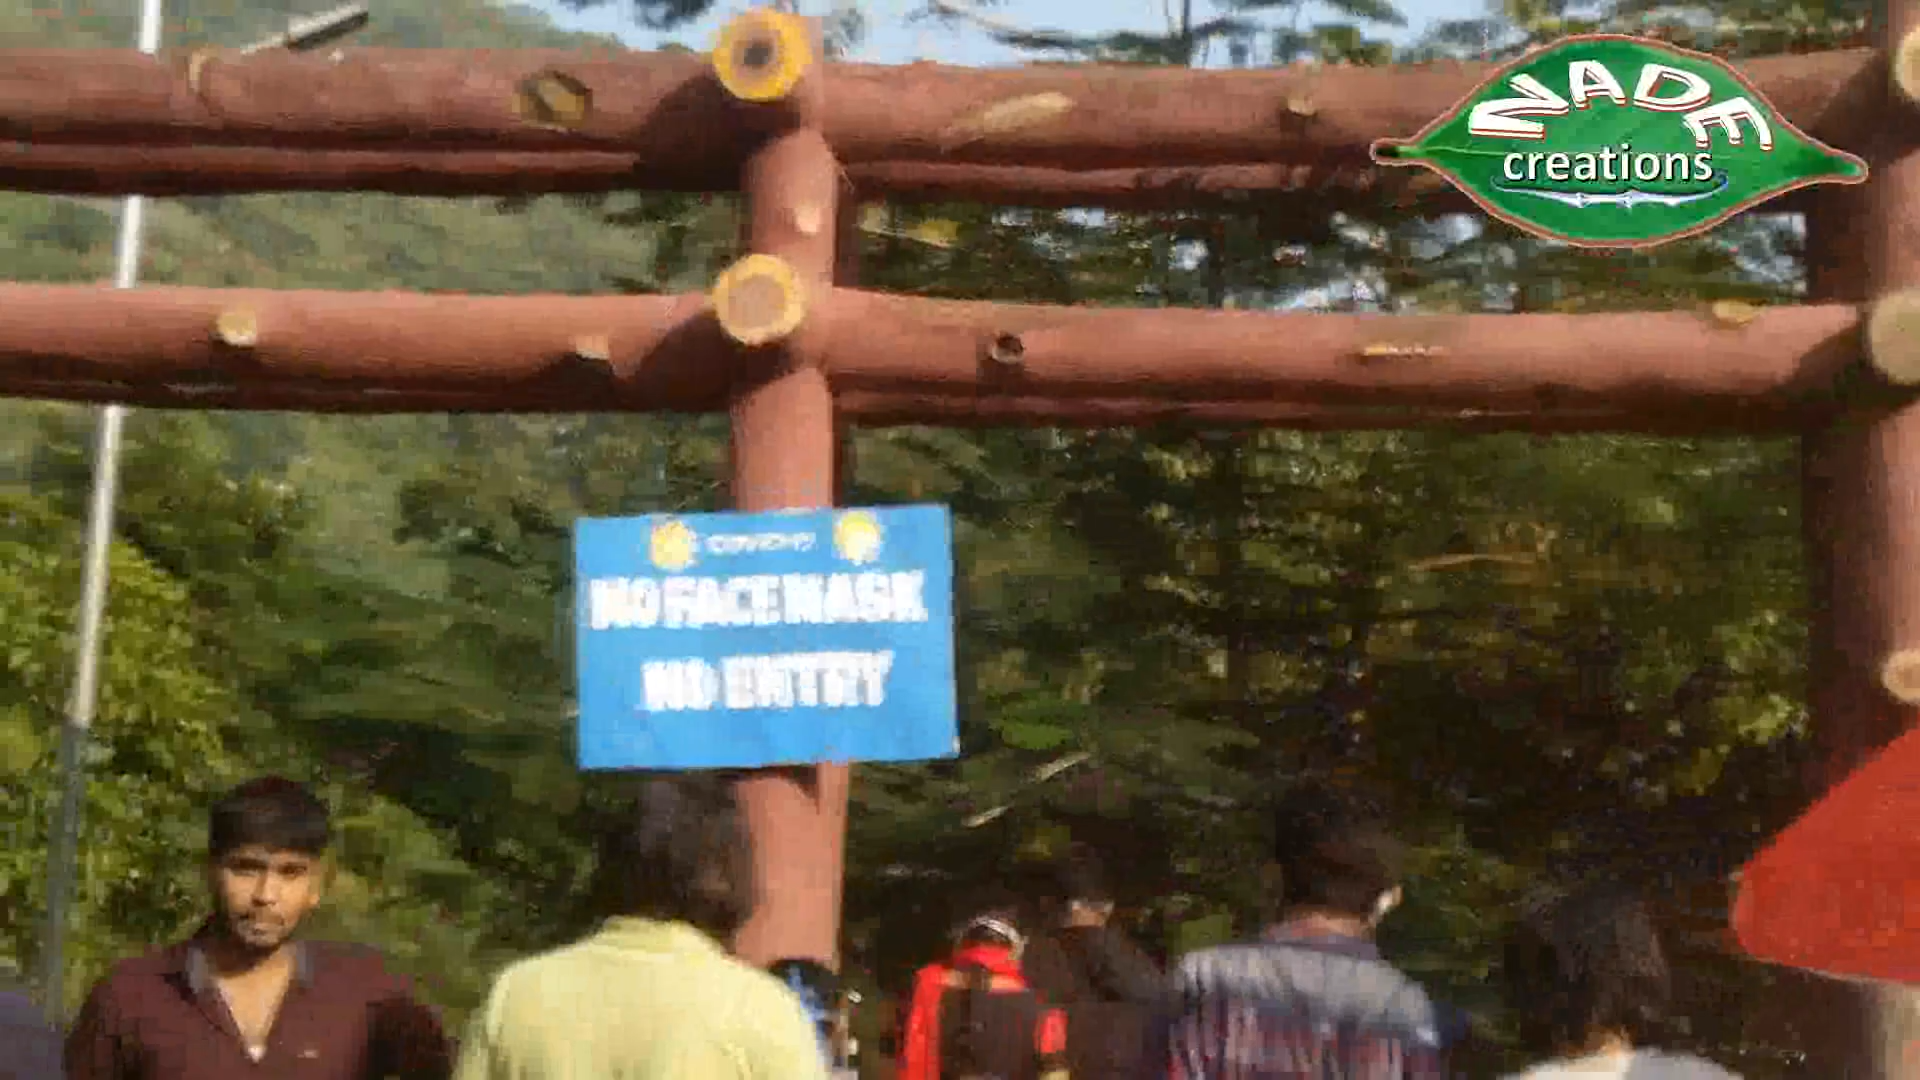 NADE
creations
COVID-19
NO FACE MASK
NO ENTRY